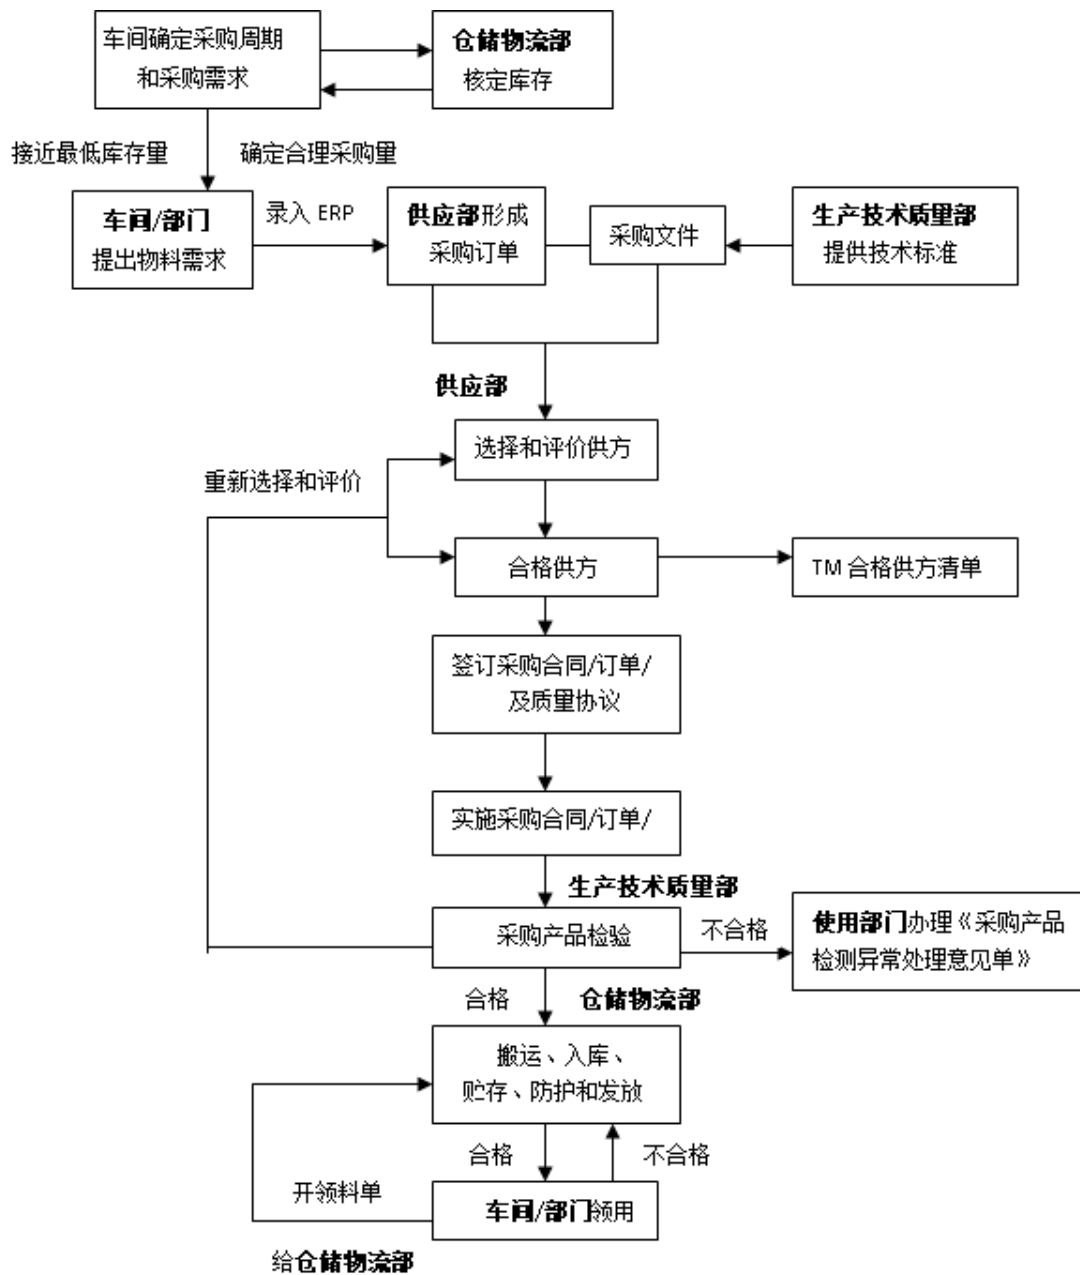 车间确定采购周期
和采购需求
仓储物流部
核定库存
接近最低库存量
确定合理采购量
车间/部门
提出物料需求
录入 ERP
供应部形成
采购订单
采购文件
生产技术质量部
提供技术标准
供应部
选择和评价供方
重新选择和评价
合格供方
TM 合格供方清单
签订采购合同/订单/
及质量协议
实施采购合同/订单/
生产技术质量部
采购产品检验
不合格
使用部门办理《采购产品
检测异常处理意见单》
合格
仓储物流部
搬运、入库、
贮存、防护和发放
合格
不合格
开领料单
车间/部门领用
给仓储物流部